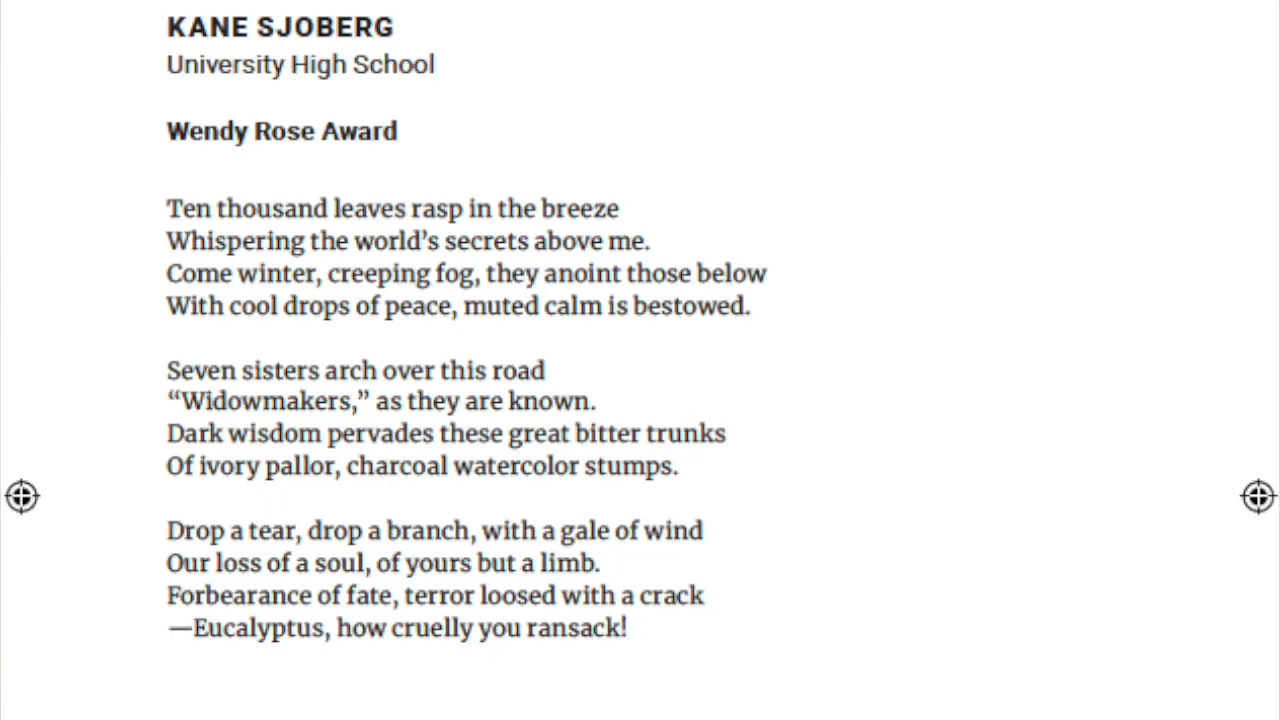 KANE SJOBERG
University High School
Wendy Rose Award
Ten thousand leaves rasp in the breeze
Whispering the world’s secrets above me.
Come winter, creeping fog, they anoint those below
With cool drops of peace, muted calm is bestowed.
Seven sisters arch over this road
“Widowmakers,” as they are known.
Dark wisdom pervades these great bitter trunks
Of ivory pallor, charcoal watercolor stumps.
Drop a tear, drop a branch, with a gale of wind
Our loss of a soul, of yours but a limb.
Forbearance of fate, terror loosed with a crack
—Eucalyptus, how cruelly you ransack!